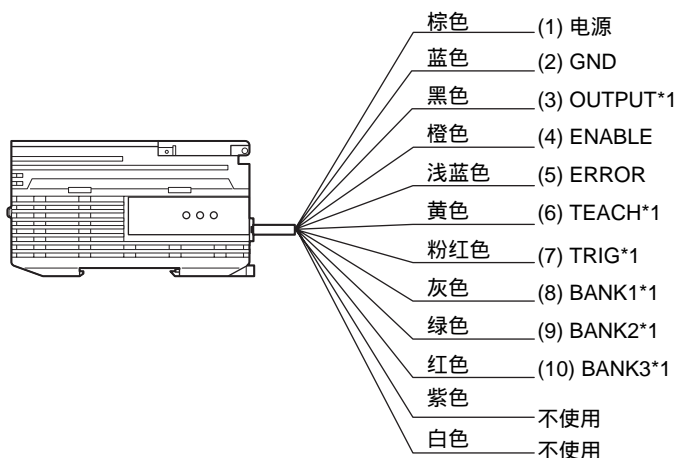 棕色 (1) 电源
蓝色 (2) GND
黑色 (3) OUTPUT*1
橙色 (4) ENABLE
浅蓝色 (5) ERROR
黄色 (6) TEACH*1
粉红色 (7) TRIG*1
灰色 (8) BANK1*1
绿色 (9) BANK2*1
红色 (10) BANK3*1
紫色 不使用
白色 不使用